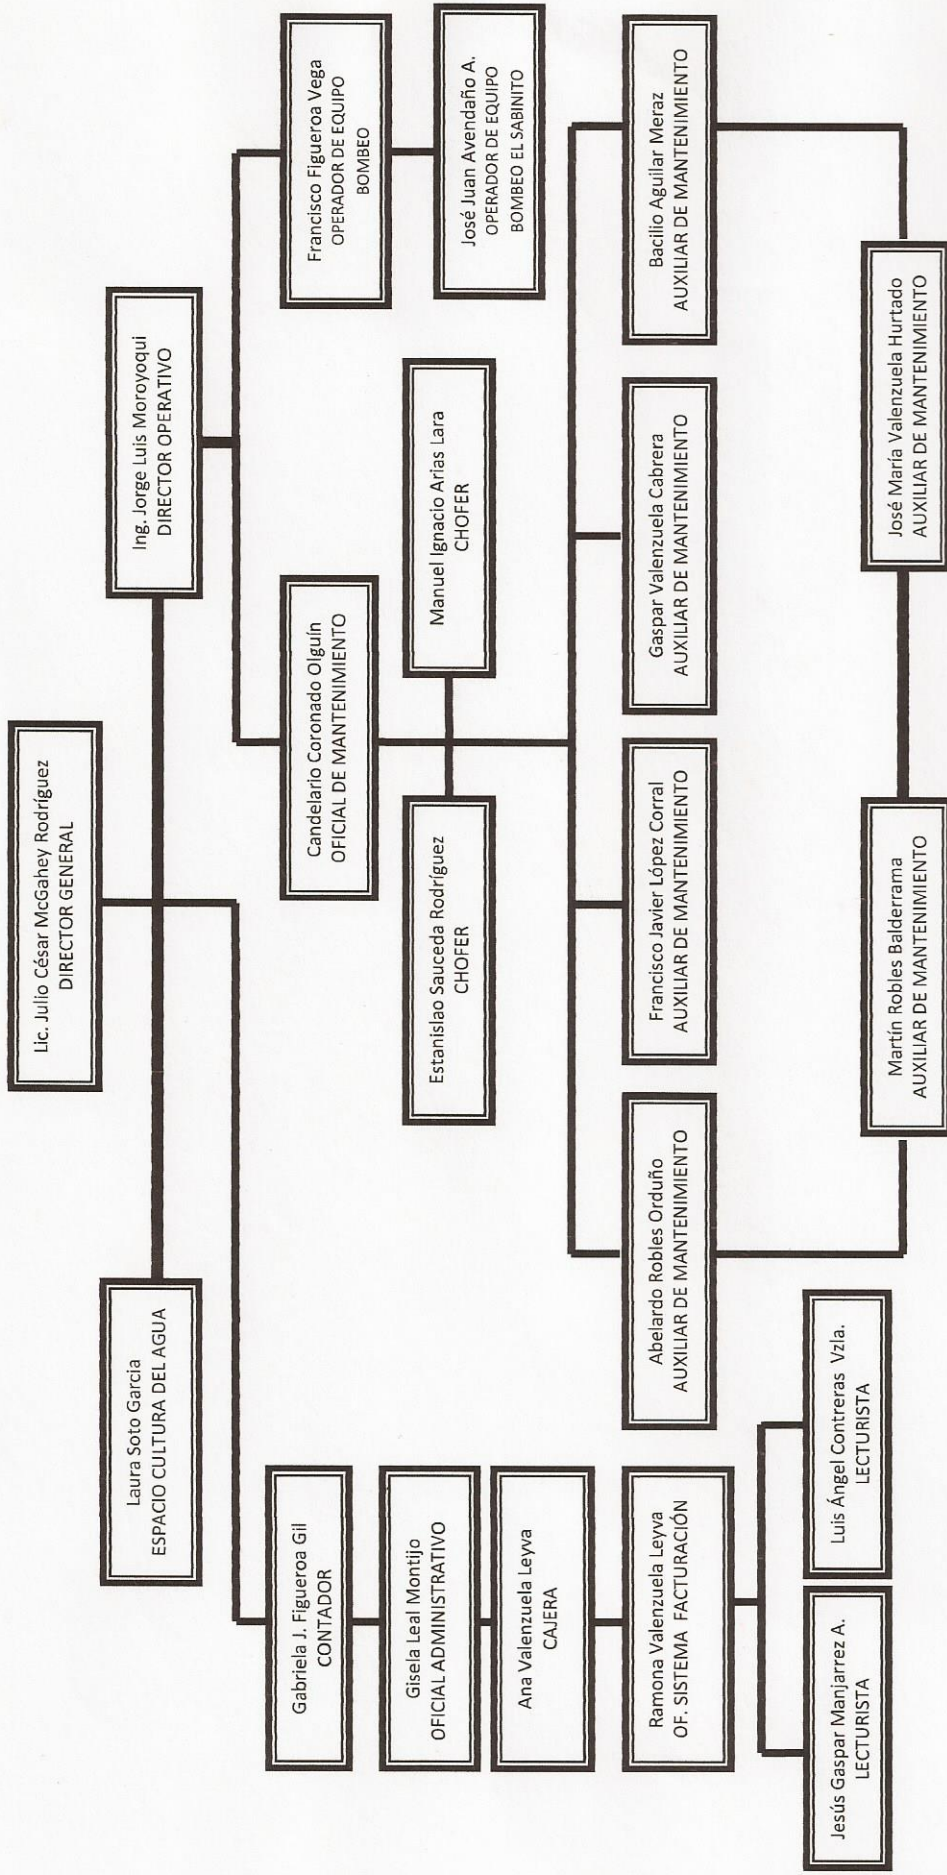 Lic. Julio César McGahey Rodríguez
DIRECTOR GENERAL
Laura Soto Garcia
ESPACIO CULTURA DEL AGUA
Ing. Jorge Luis Moroyoqui
DIRECTOR OPERATIVO
Gabriela J. Figueroa Gil
CONTADOR
Candelario Coronado Olguín
OFICIAL DE MANTENIMIENTO
Francisco Figueroa Vega
OPERADOR DE EQUIPO
BOMBEO
Gisela Leal Montijo
OFICIAL ADMINISTRATIVO
Estanislao Sauceda Rodríguez
CHOFER
Manuel Ignacio Arias Lara
CHOFER
José Juan Avendaño A.
OPERADOR DE EQUIPO
BOMBEO EL SABINITO
Ana Valenzuela Leyva
CAJERA
Ramona Valenzuela Leyva
OF. SISTEMA FACTURACIÓN
Abelardo Robles Orduño
AUXILIAR DE MANTENIMIENTO
Francisco Javier López Corral
AUXILIAR DE MANTENIMIENTO
Gaspar Valenzuela Cabrera
AUXILIAR DE MANTENIMIENTO
Bacilio Aguilar Meraz
AUXILIAR DE MANTENIMIENTO
Jesús Gaspar Manjarrez A.
LECTURISTA
Luis Ángel Contreras Vzla.
LECTURISTA
Martín Robles Balderrama
AUXILIAR DE MANTENIMIENTO
José María Valenzuela Hurtado
AUXILIAR DE MANTENIMIENTO